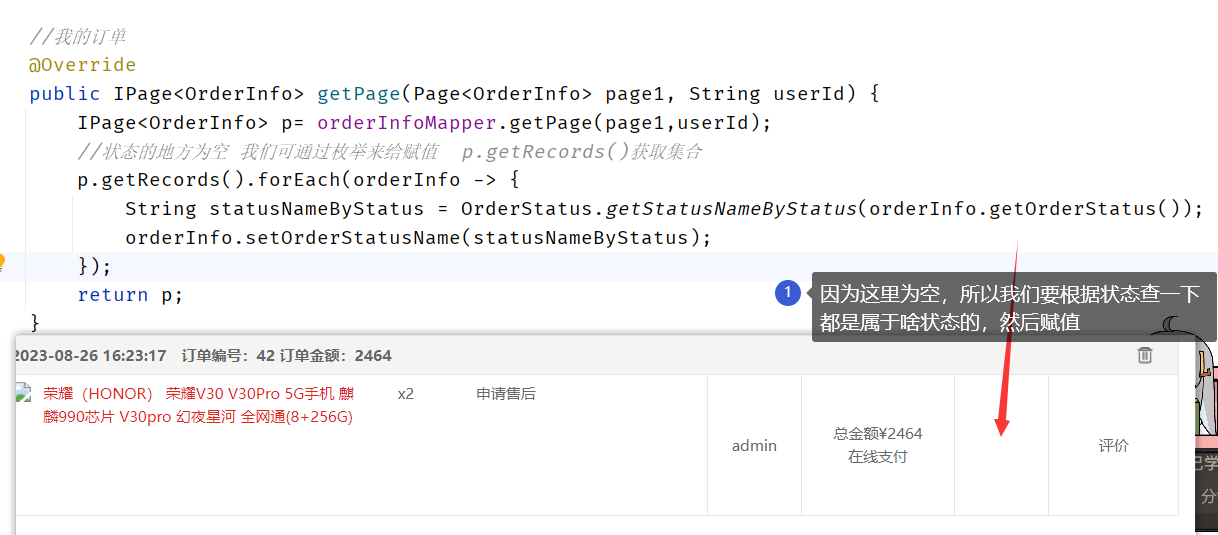 //我的订单
@Override
public IPage<OrderInfo> getPage(Page<OrderInfo> page1, String userId) {
IPage<OrderInfo> p= orderInfoMapper.getPage(page1,userId);
//状态的地方为空 我们可通过枚举来给赋值  p.getRecords()获取集合
p.getRecords().forEach(orderInfo -> {
String statusNameByStatus = OrderStatus.getStatusNameByStatus(orderInfo.getOrderStatus());
orderInfo.setOrderStatusName(statusNameByStatus);
});
return p;
}
1
因为这里为空，所以我们要根据状态查一下
都是属于啥状态的，然后赋值
2023-08-26 16:23:17 订单编号：42 订单金额：2464
荣耀（HONOR） 荣耀V30 V30Pro 5G手机 麒
麟990芯片 V30pro 幻夜星河 全网通(8+256G)
x2
申请售后
admin
总金额¥2464
在线支付
评价